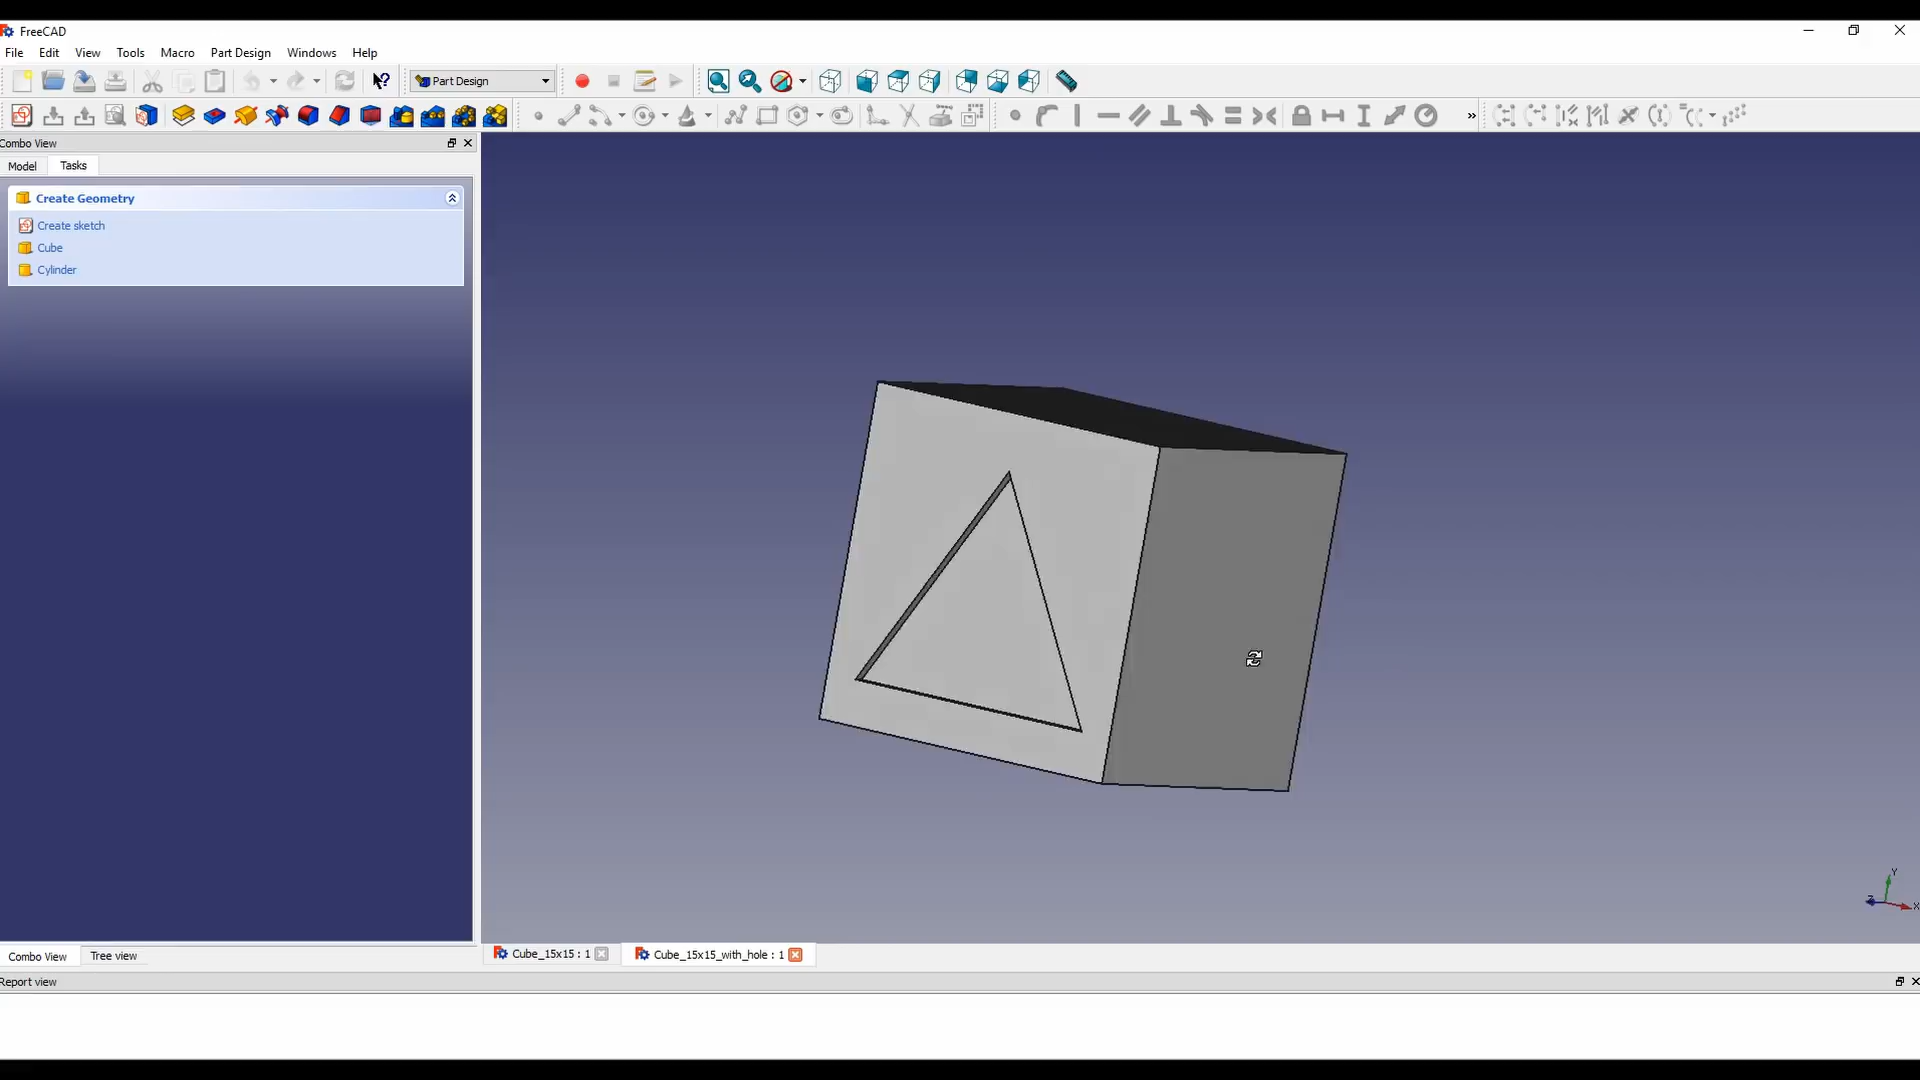 FreeCAD
File Edit View Tools Macro Part Design Windows Help
Part Design
Combo View
Model Tasks
Create Geometry
Create sketch
Cube
Cylinder
Y
Z
X
Cube_15x15 : 1 Cube_15x15_with_hole : 1
Combo View Tree view
Report view